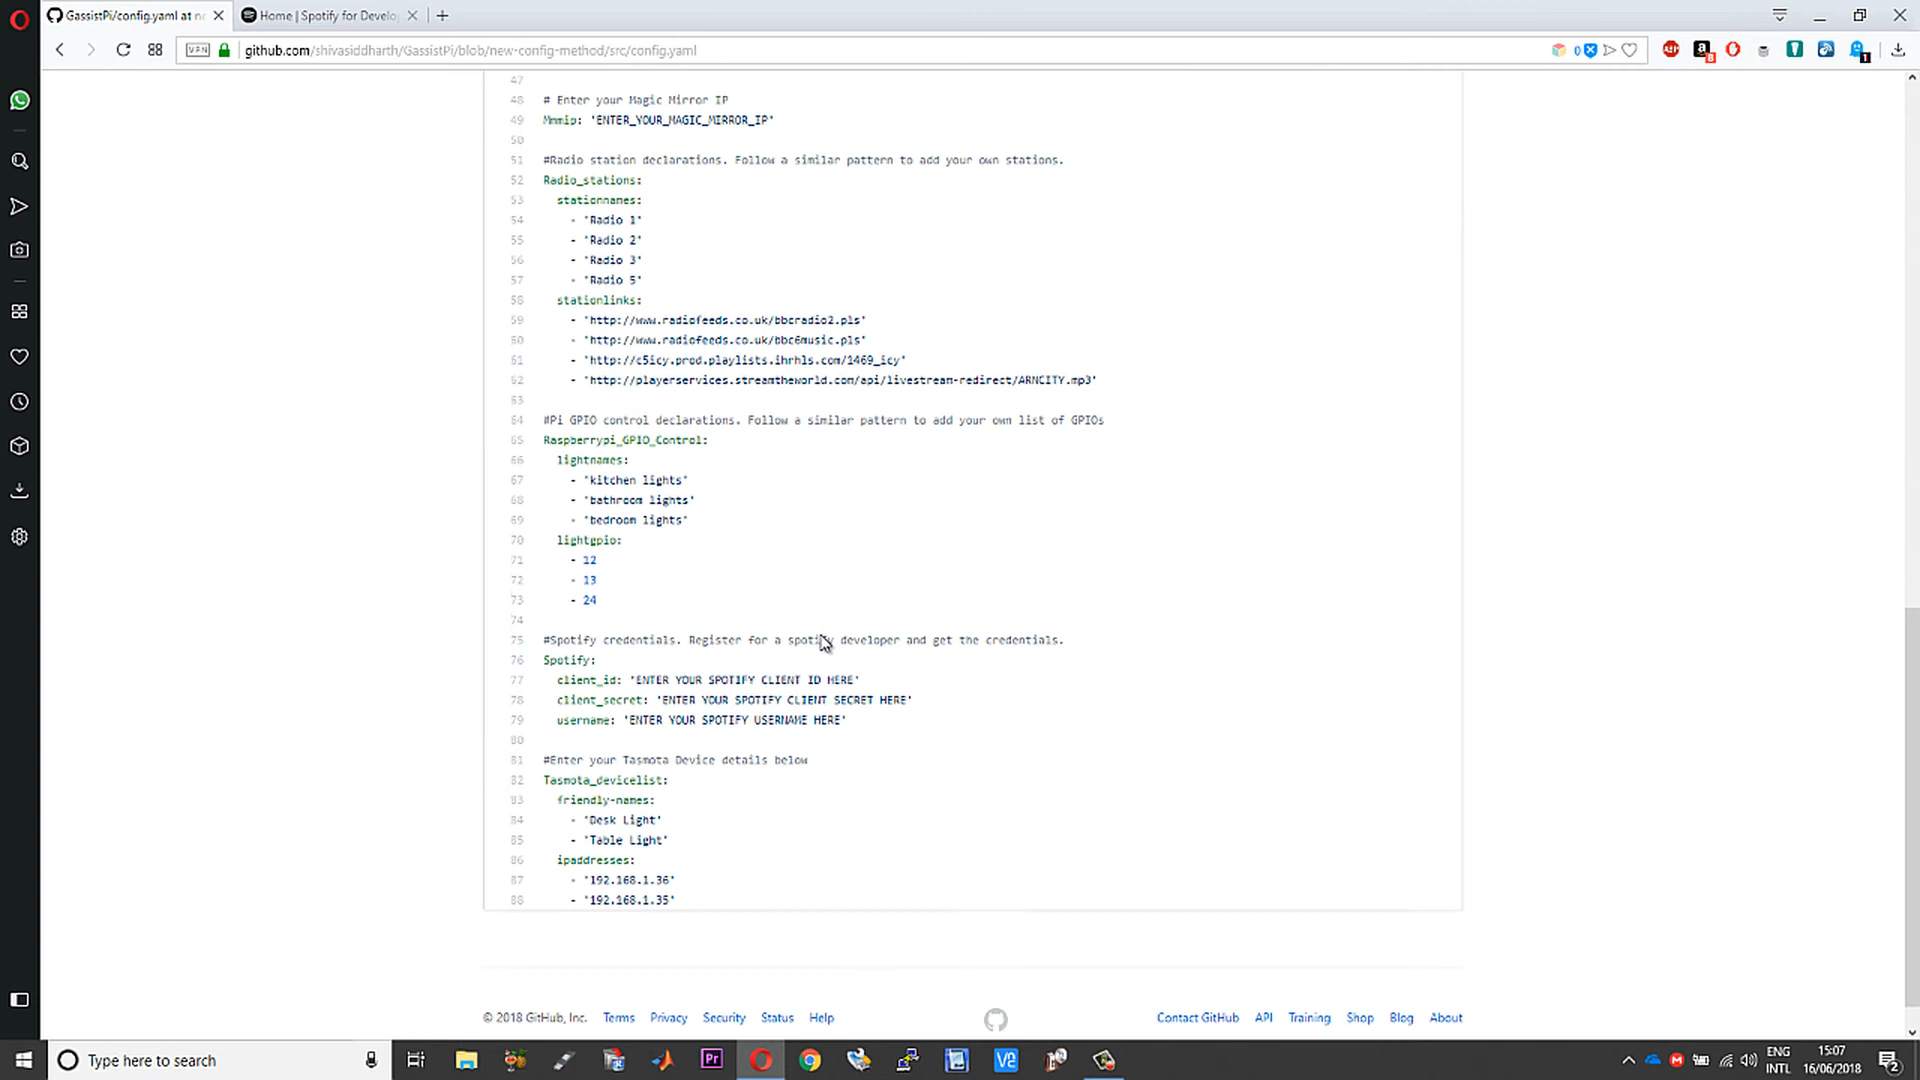 GassistPi/config.yaml at ne
Home | Spotify for Develop
VPN
github.com/shivasiddharth/GassistPi/blob/new-config-method/src/config.yaml
0
8
1
47
48 # Enter your Magic Mirror IP
49 Mmmip: 'ENTER_YOUR_MAGIC_MIRROR_IP'
50
51 #Radio station declarations. Follow a similar pattern to add your own stations.
52 Radio_stations:
53 stationnames:
54 - 'Radio 1'
55 - 'Radio 2'
56 - 'Radio 3'
57 - 'Radio 5'
58 stationlinks:
59 - 'http://www.radiofeeds.co.uk/bbcradio2.pls'
60 - 'http://www.radiofeeds.co.uk/bbc6music.pls'
61 - 'http://c5icy.prod.playlists.ihrhls.com/1469_icy'
62 - 'http://playerservices.streamtheworld.com/api/livestream-redirect/ARNCITY.mp3'
63
64 #Pi GPIO control declarations. Follow a similar pattern to add your own list of GPIOs
65 Raspberrypi_GPIO_Control:
66 lightnames:
67 - 'kitchen lights'
68 - 'bathroom lights'
69 - 'bedroom lights'
70 lightgpio:
71 - 12
72 - 13
73 - 24
74
75 #Spotify credentials. Register for a spotify developer and get the credentials.
76 Spotify:
77 client_id: 'ENTER YOUR SPOTIFY CLIENT ID HERE'
78 client_secret: 'ENTER YOUR SPOTIFY CLIENT SECRET HERE'
79 username: 'ENTER YOUR SPOTIFY USERNAME HERE'
80
81 #Enter your Tasmota Device details below
82 Tasmota_devicelist:
83 friendly-names:
84 - 'Desk Light'
85 - 'Table Light'
86 ipaddresses:
87 - '192.168.1.36'
88 - '192.168.1.35'
© 2018 GitHub, Inc. Terms Privacy Security Status Help
Contact GitHub API Training Shop Blog About
Type here to search
Pr
ENG
INTL
15:07
16/06/2018
2